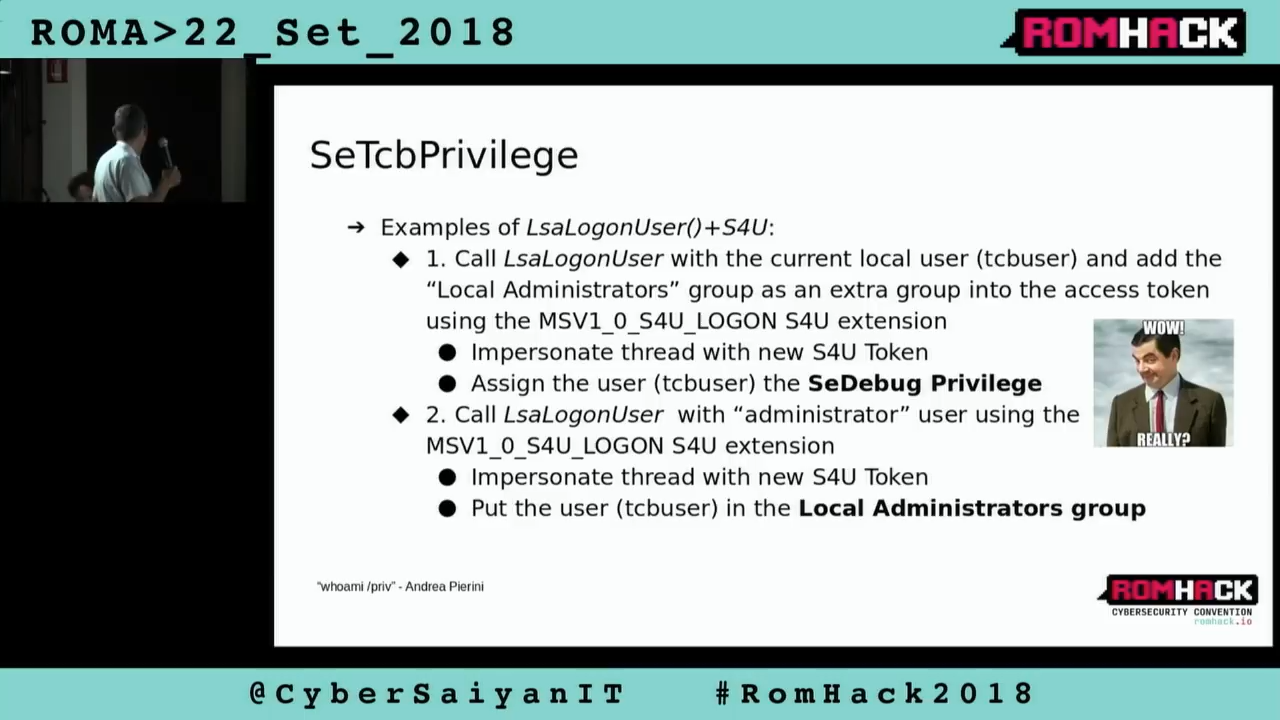 ROMA>22_Set_2018
ROMHACK
SeTcbPrivilege
➔ Examples of LsaLogonUser()+S4U:
◆ 1. Call LsaLogonUser with the current local user (tcbuser) and add the
“Local Administrators” group as an extra group into the access token
using the MSV1_0_S4U_LOGON S4U extension
● Impersonate thread with new S4U Token
● Assign the user (tcbuser) the SeDebug Privilege
◆ 2. Call LsaLogonUser with “administrator” user using the
MSV1_0_S4U_LOGON S4U extension
● Impersonate thread with new S4U Token
● Put the user (tcbuser) in the Local Administrators group
WOW!
REALLY?
“whoami /priv” - Andrea Pierini
ROMHACK
CYBERSECURITY CONVENTION
romhack.io
@CyberSaiyanIT #RomHack2018